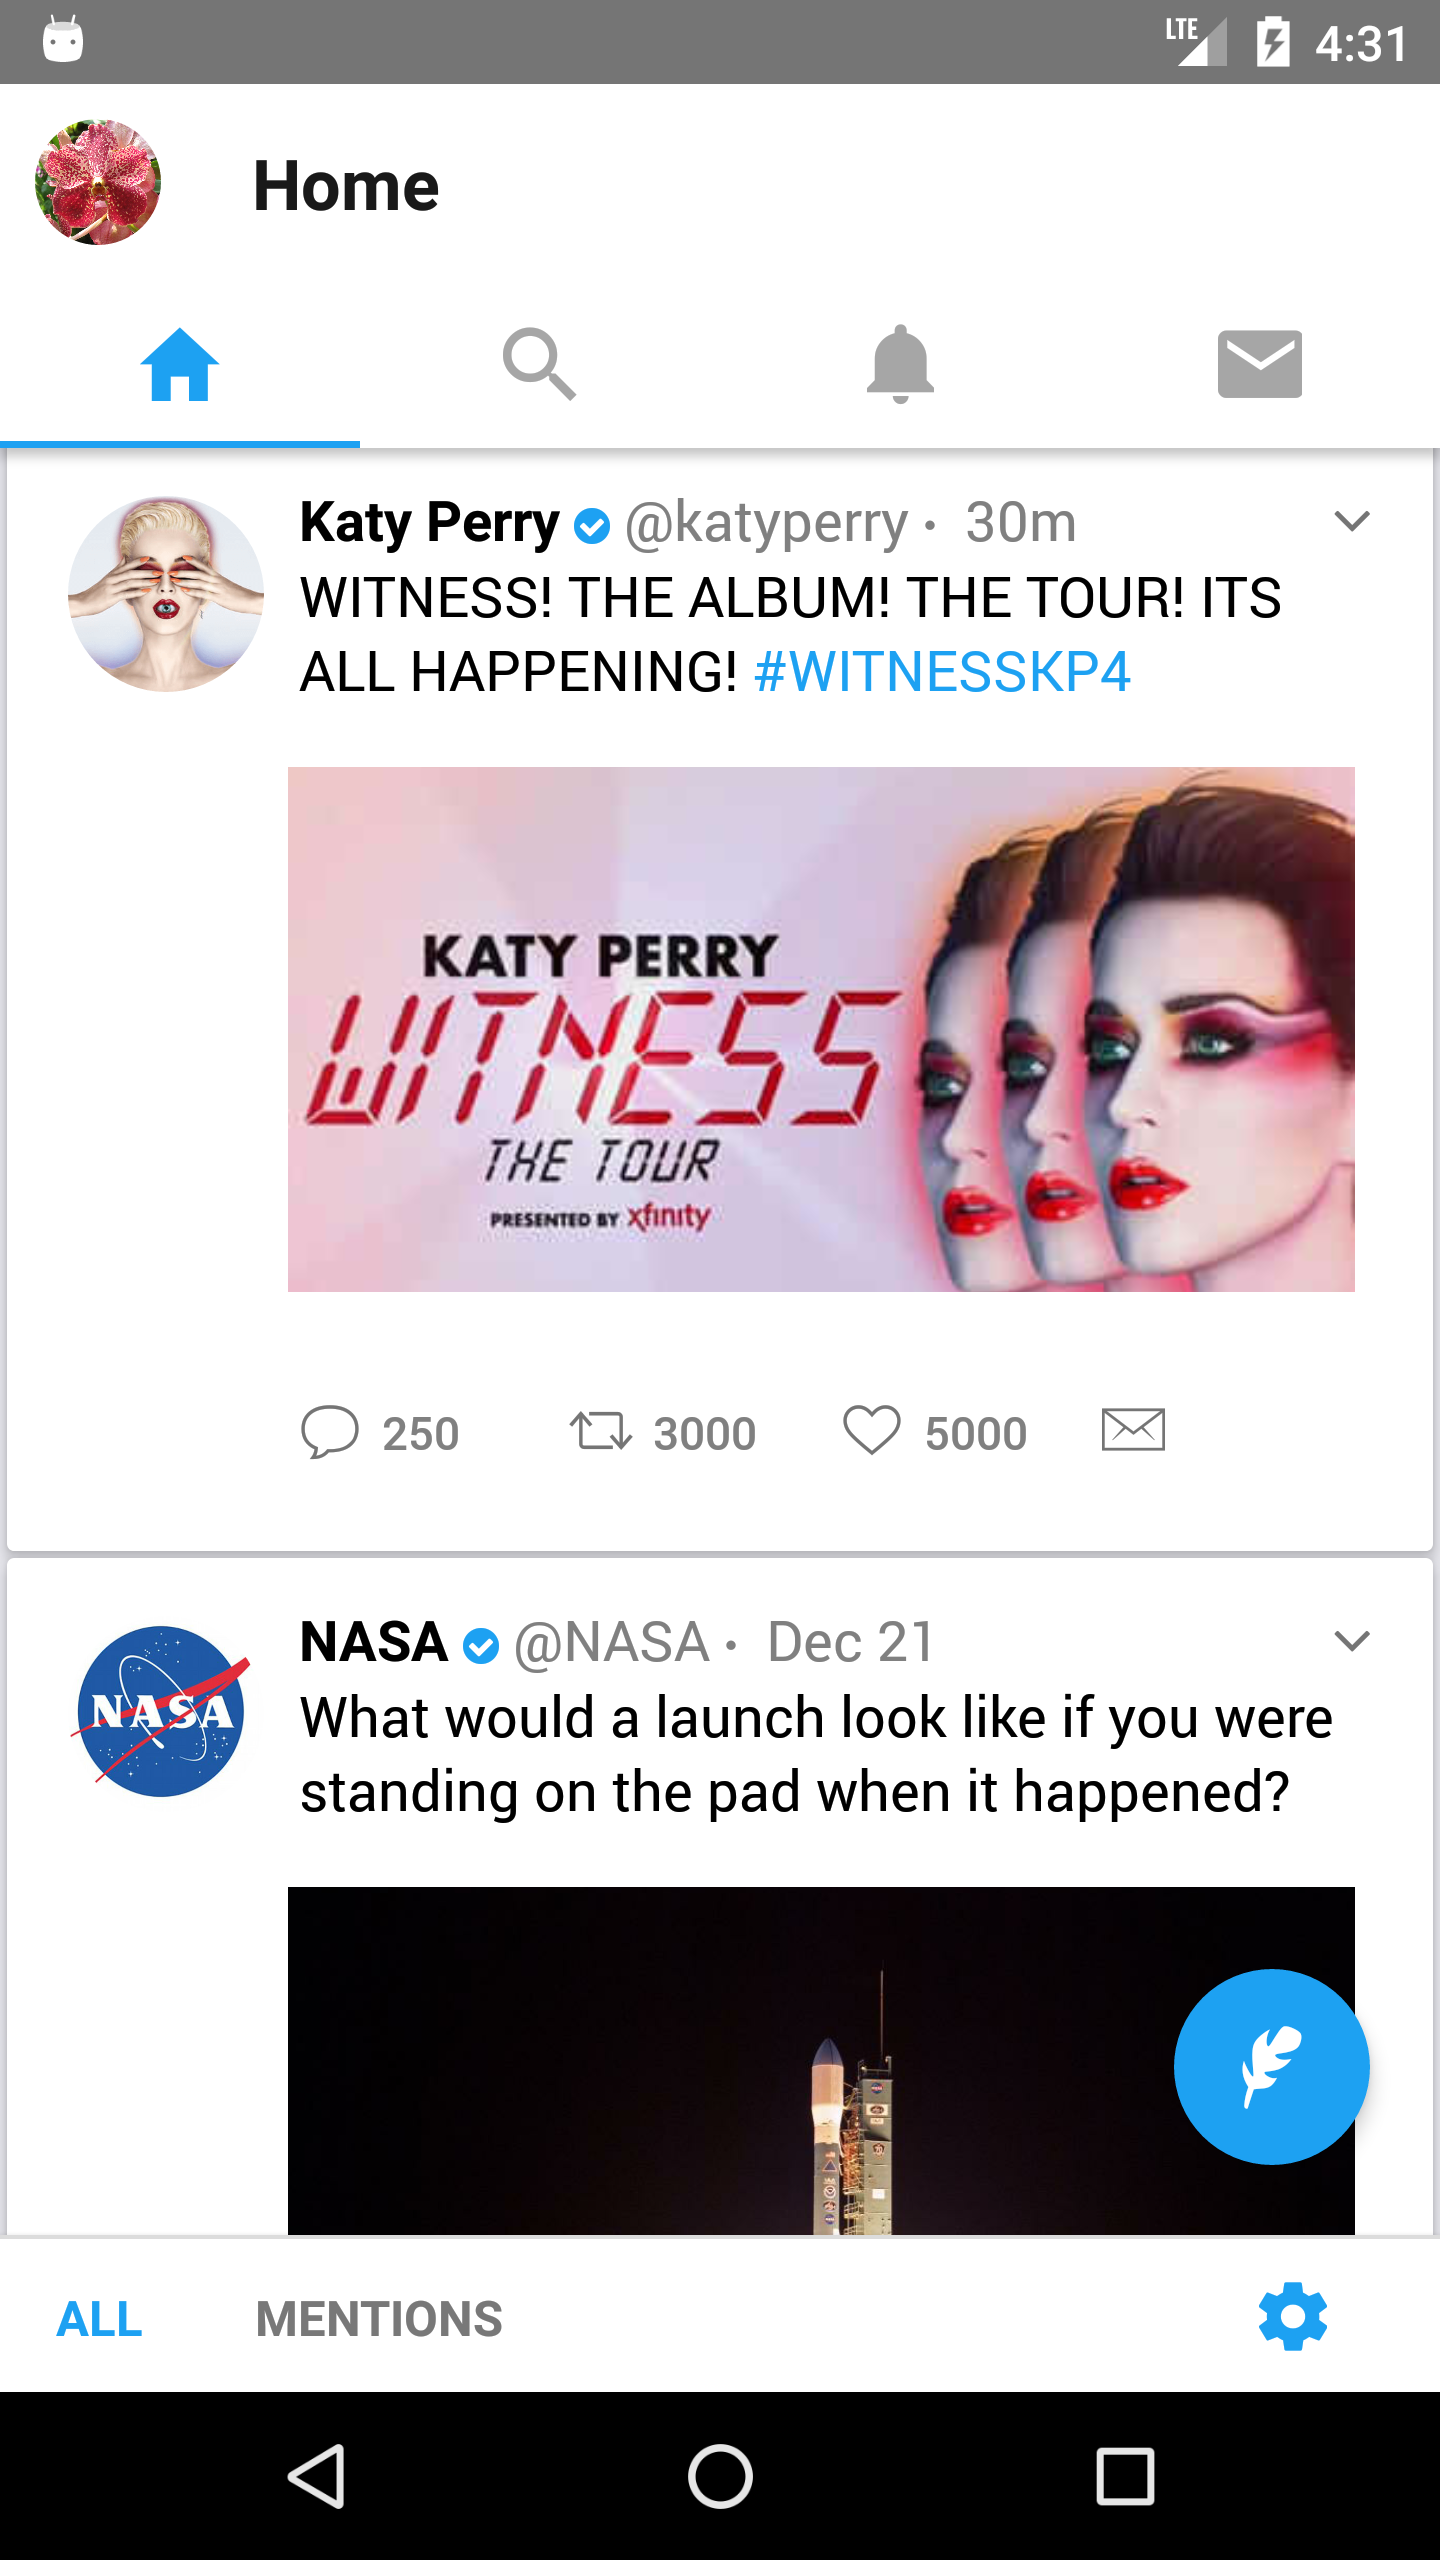 LTE 4:31
Home
Katy Perry @katyperry · 30m
WITNESS! THE ALBUM! THE TOUR! ITS
ALL HAPPENING! #WITNESSKP4
KATY PERRY
WITNESS
THE TOUR
PRESENTED BY xfinity
250 3000 5000
NASA @NASA · Dec 21
NASA
What would a launch look like if you were
standing on the pad when it happened?
ALL MENTIONS